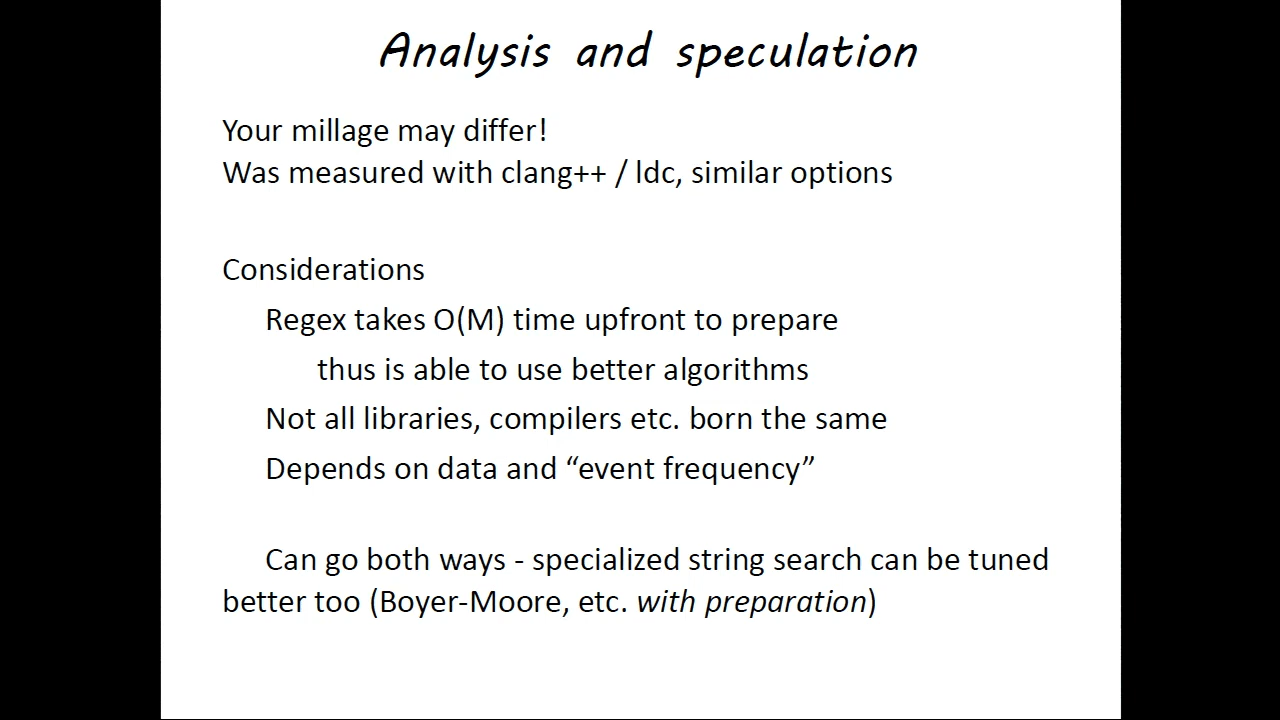 Analysis and speculation
Your millage may differ!
Was measured with clang++ / ldc, similar options
Considerations
Regex takes O(M) time upfront to prepare
thus is able to use better algorithms
Not all libraries, compilers etc. born the same
Depends on data and “event frequency”
Can go both ways - specialized string search can be tuned
better too (Boyer-Moore, etc. with preparation)